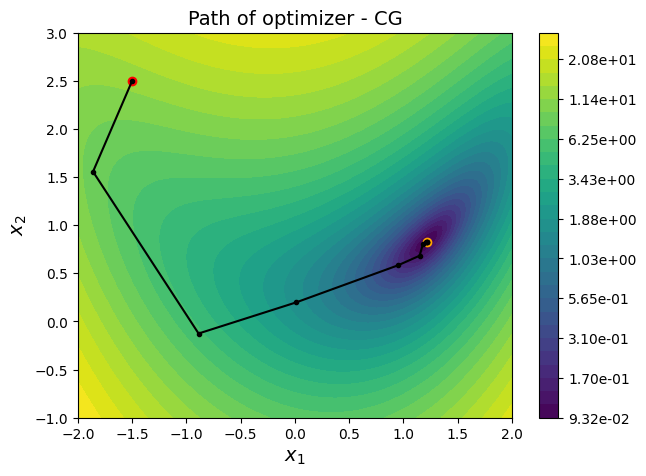 Path of optimizer - CG
3.0
2.5
2.0
1.5
1.0
0.5
0.0
−0.5
−1.0
x2
−2.0 −1.5 −1.0 −0.5 0.0 0.5 1.0 1.5 2.0
x1
2.08e+01
1.14e+01
6.25e+00
3.43e+00
1.88e+00
1.03e+00
5.65e-01
3.10e-01
1.70e-01
9.32e-02